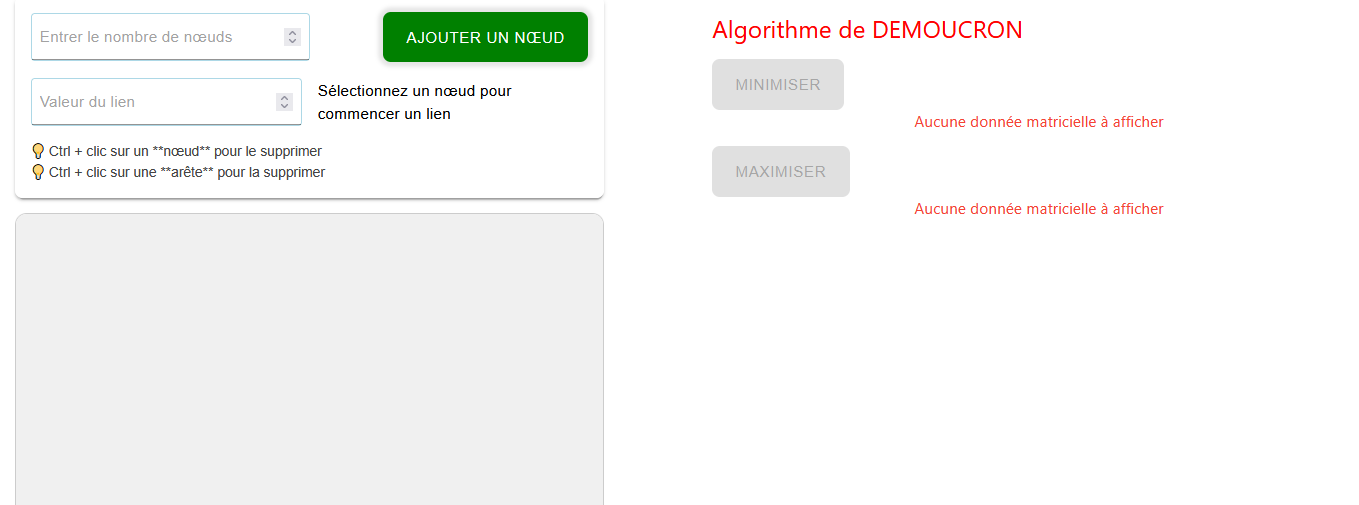 Entrer le nombre de nœuds
AJOUTER UN NŒUD
Valeur du lien
Sélectionnez un nœud pour
commencer un lien
💡 Ctrl + clic sur un **nœud** pour le supprimer
💡 Ctrl + clic sur une **arête** pour la supprimer
Algorithme de DEMOUCRON
MINIMISER
Aucune donnée matricielle à afficher
MAXIMISER
Aucune donnée matricielle à afficher